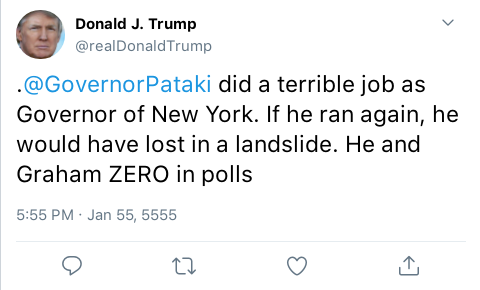 Donald J. Trump
@realDonaldTrump
.@GovernorPataki did a terrible job as
Governor of New York. If he ran again, he
would have lost in a landslide. He and
Graham ZERO in polls
5:55 PM · Jan 55, 5555